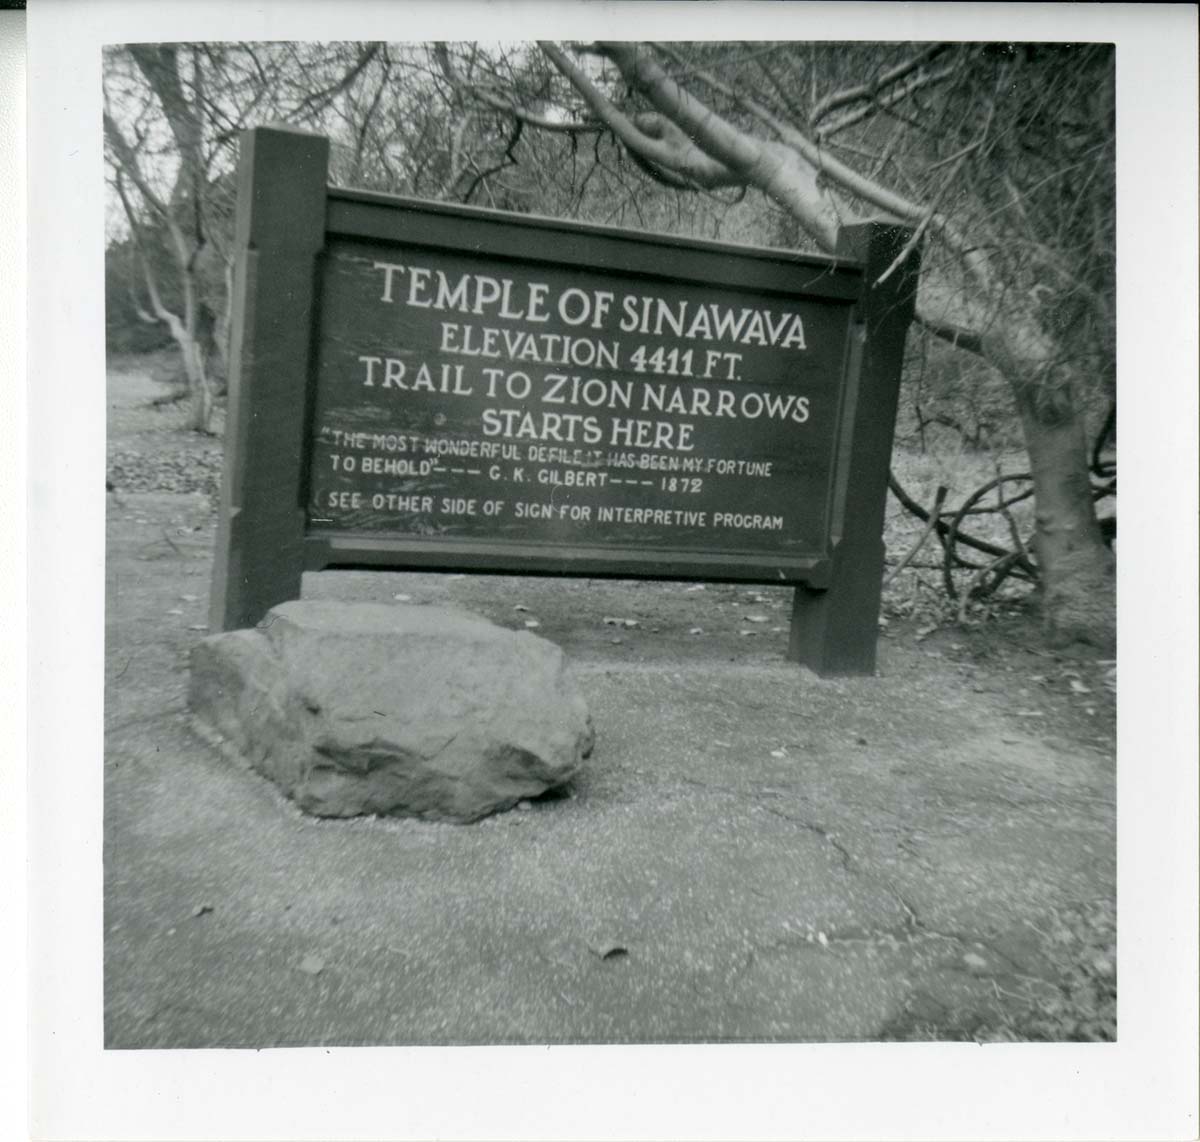 TEMPLE OF SINAWAVA
ELEVATION 4411 FT.
TRAIL TO ZION NARROWS
STARTS HERE
"THE MOST WONDERFUL DEFILE IT HAS BEEN MY FORTUNE
TO BEHOLD"--- G. K. GILBERT--- 1872
SEE OTHER SIDE OF SIGN FOR INTERPRETIVE PROGRAM